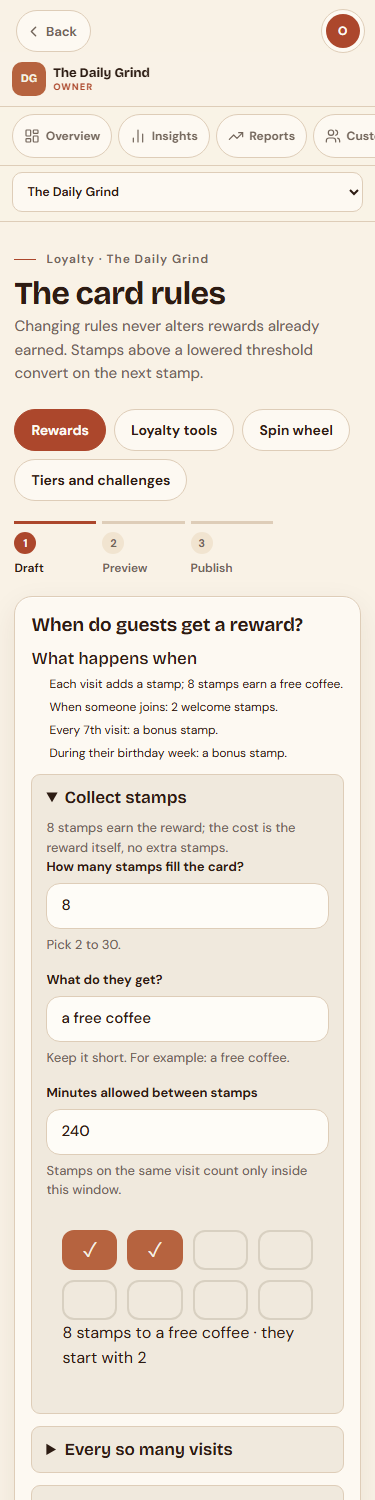 Back
O
DG
The Daily Grind
OWNER
Overview
Insights
Reports
Custo
The Daily Grind
Loyalty · The Daily Grind
The card rules
Changing rules never alters rewards already
earned. Stamps above a lowered threshold
convert on the next stamp.
Rewards
Loyalty tools
Spin wheel
Tiers and challenges
1
2
3
Draft
Preview
Publish
When do guests get a reward?
What happens when
Each visit adds a stamp; 8 stamps earn a free coffee.
When someone joins: 2 welcome stamps.
Every 7th visit: a bonus stamp.
During their birthday week: a bonus stamp.
Collect stamps
8 stamps earn the reward; the cost is the
reward itself, no extra stamps.
How many stamps fill the card?
8
Pick 2 to 30.
What do they get?
a free coffee
Keep it short. For example: a free coffee.
Minutes allowed between stamps
240
Stamps on the same visit count only inside
this window.
8 stamps to a free coffee · they
start with 2
Every so many visits